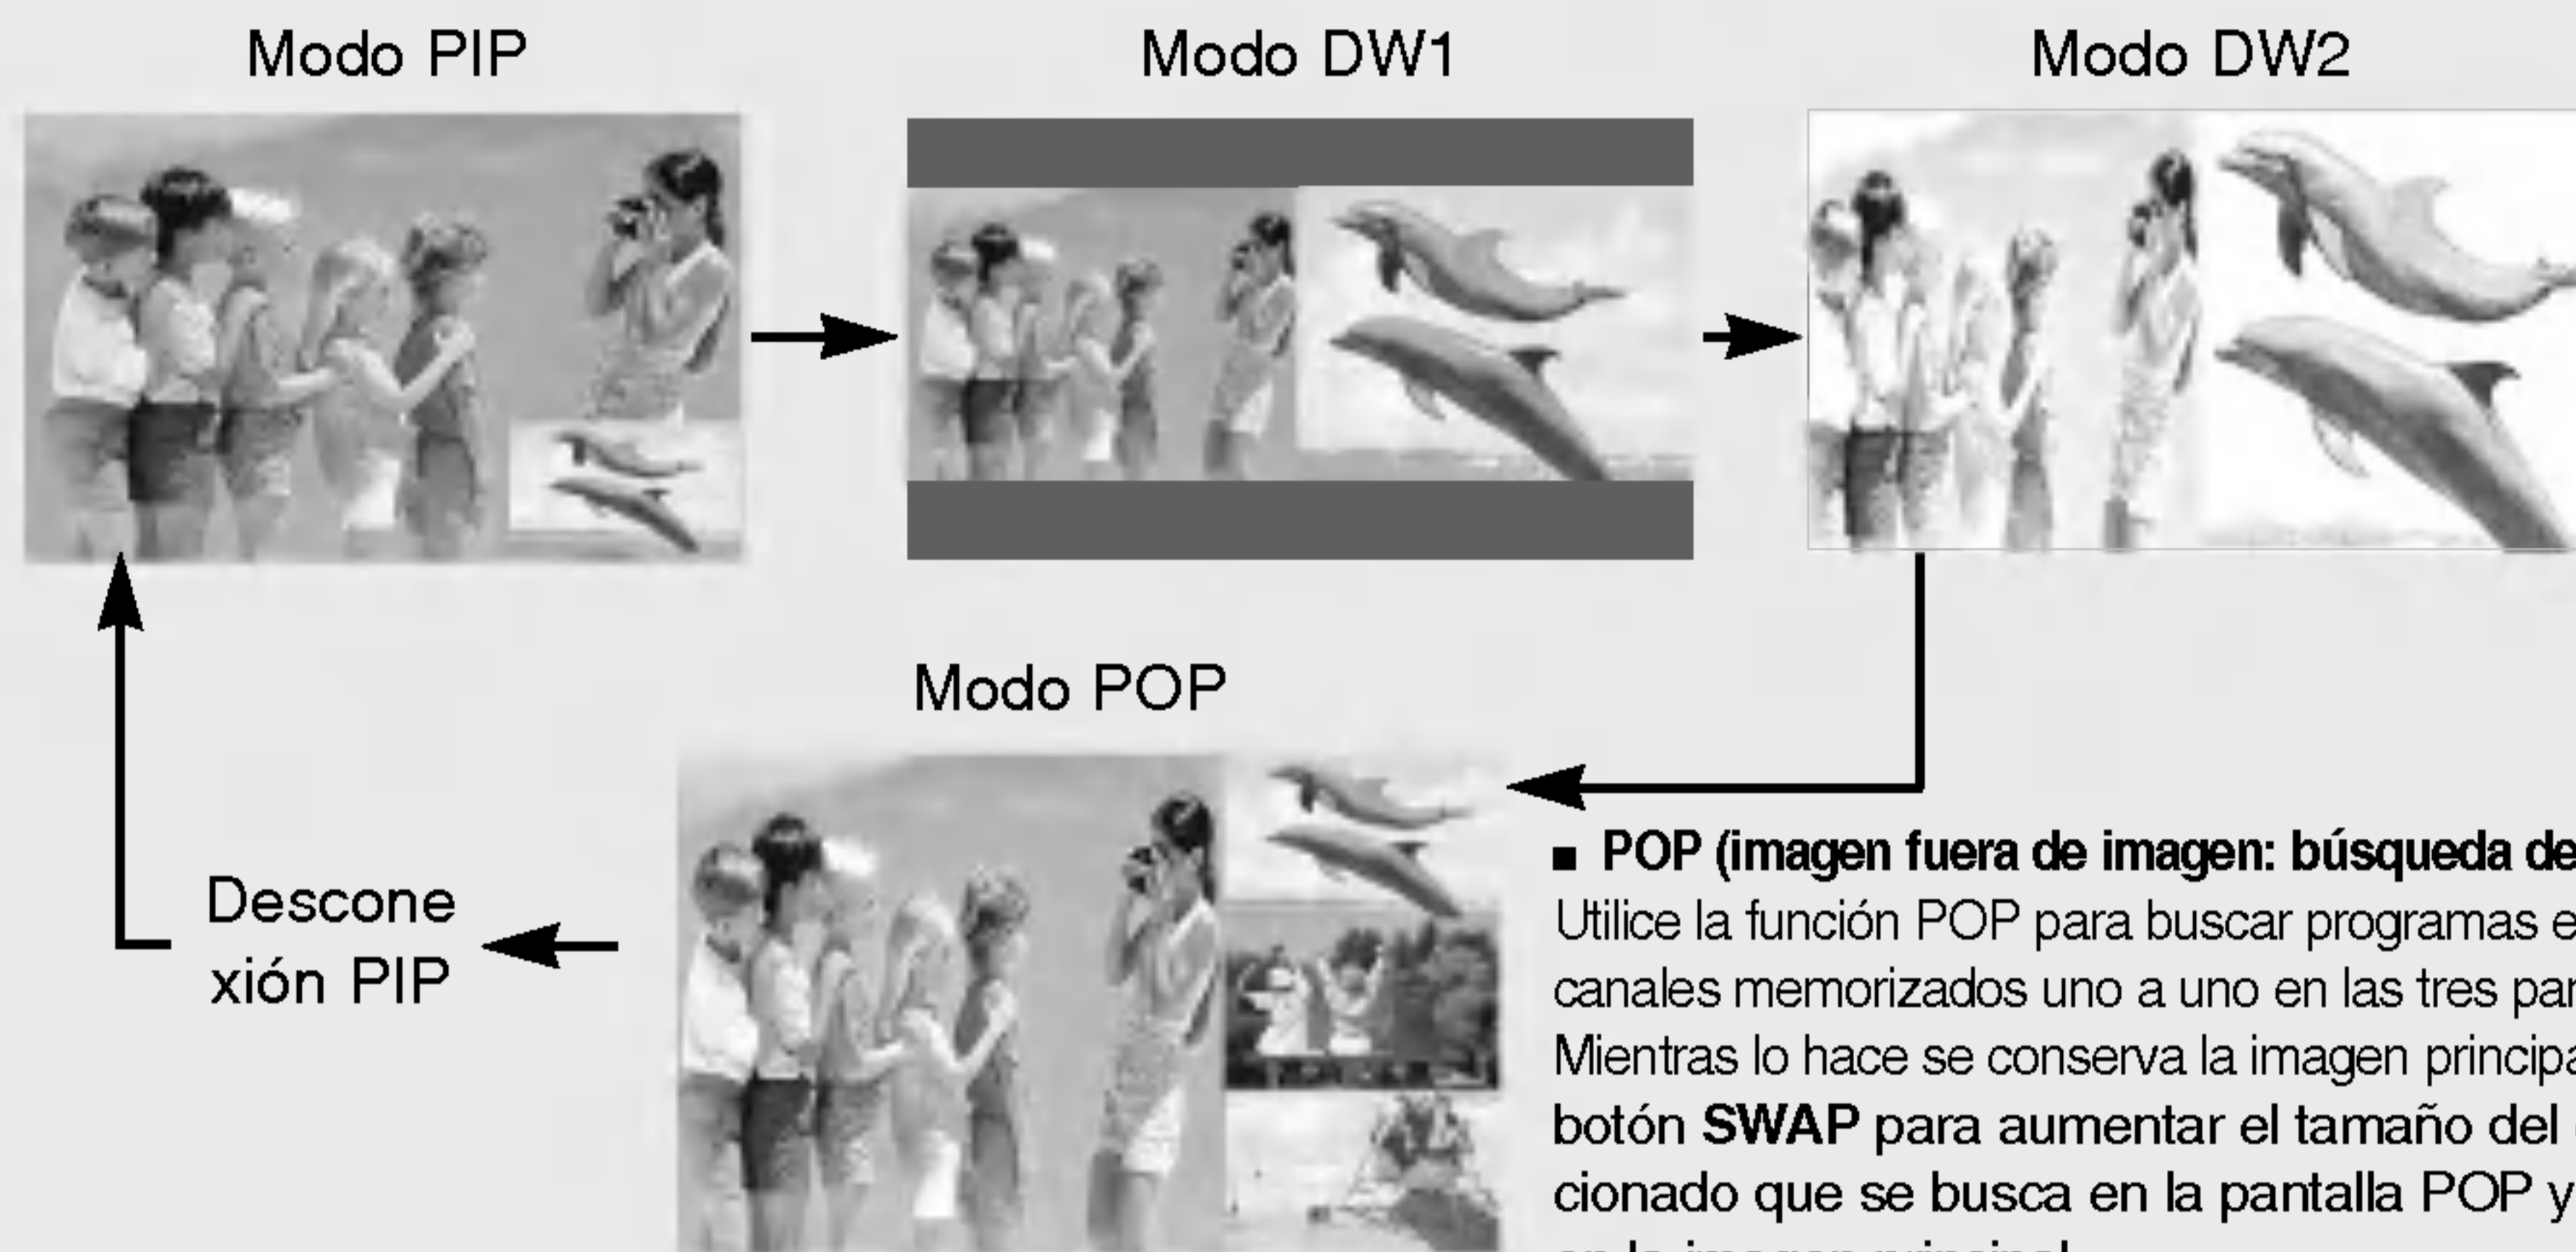 Modo PIP
Modo DW1
Modo DW2
Modo POP
Descone
xión PIP
■ POP (imagen fuera de imagen: búsqueda de
Utilice la función POP para buscar programas
canales memorizados uno a uno en las tres
Mientras lo hace se conserva la imagen
botón SWAP para aumentar el tamaño del
cionado que se busca en la pantalla POP y